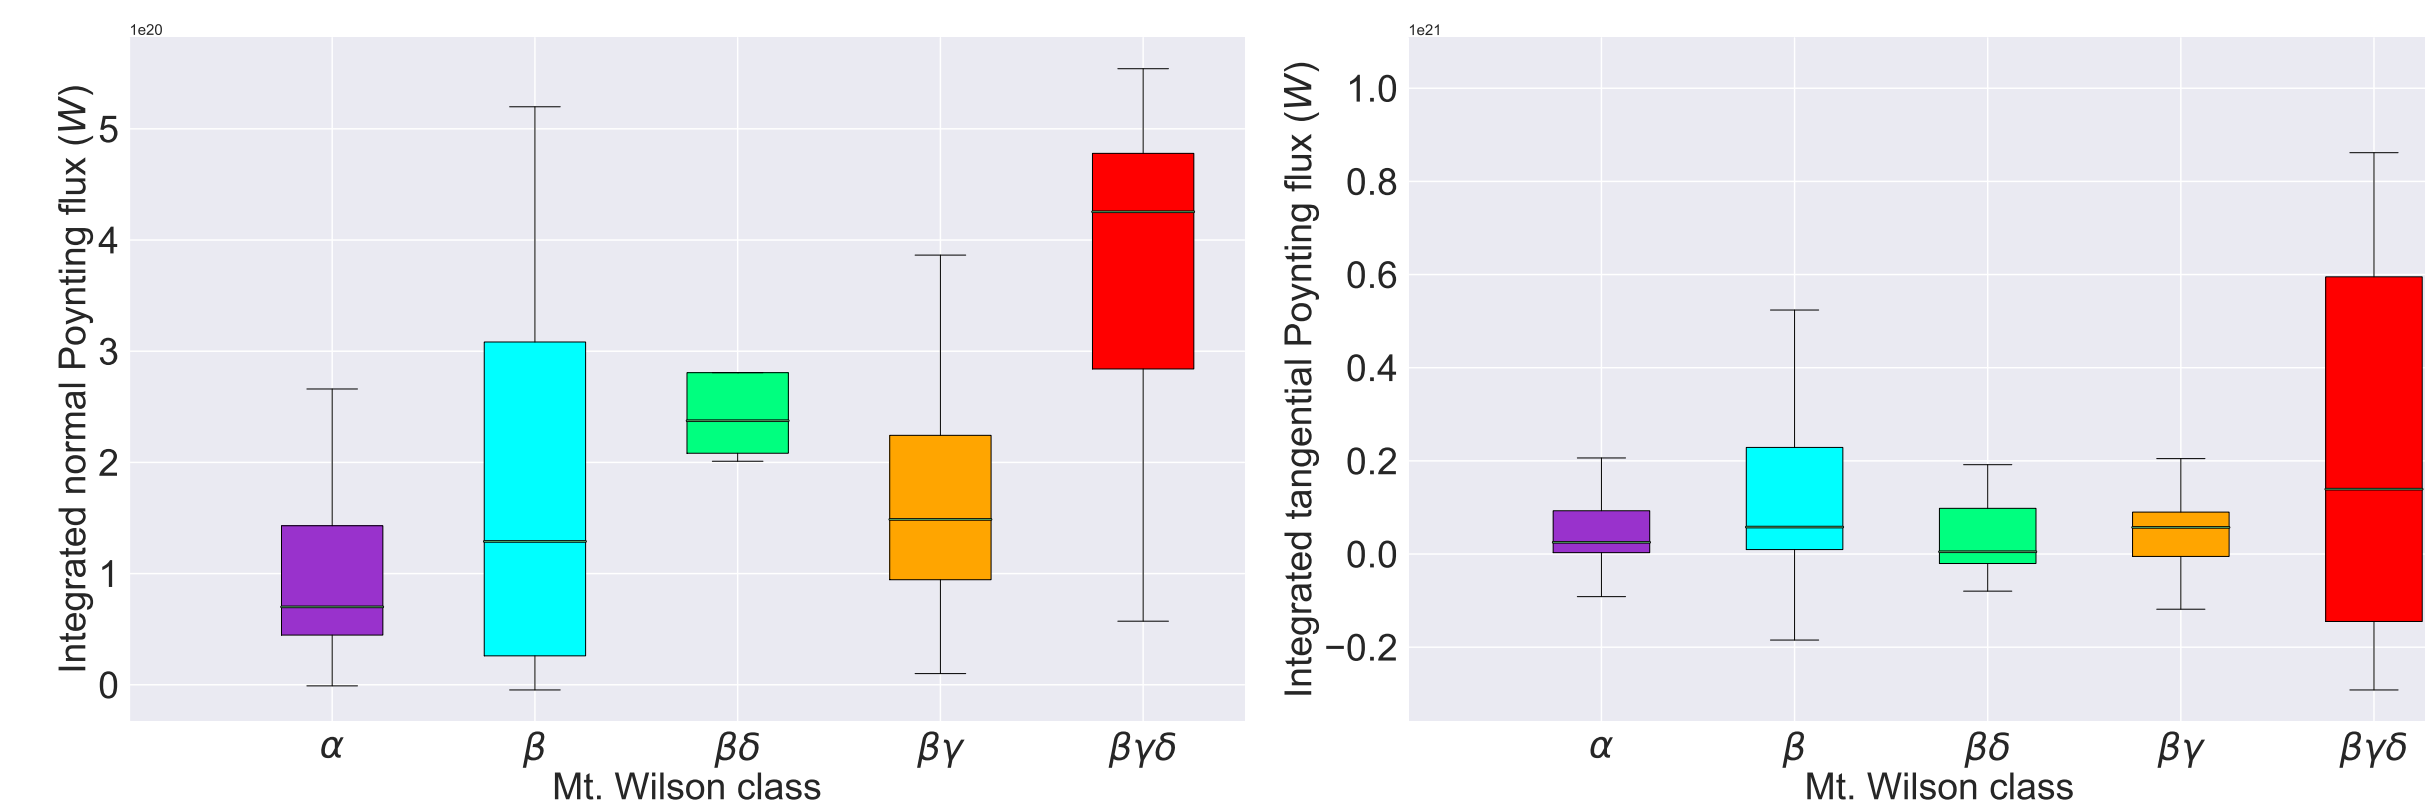 1e20
Integrated normal Poynting flux (W)
5
4
3
2
1
0
α
β
βδ
βγ
βγδ
Mt. Wilson class
1e21
Integrated tangential Poynting flux (W)
1.0
0.8
0.6
0.4
0.2
0.0
−0.2
α
β
βδ
βγ
βγδ
Mt. Wilson class